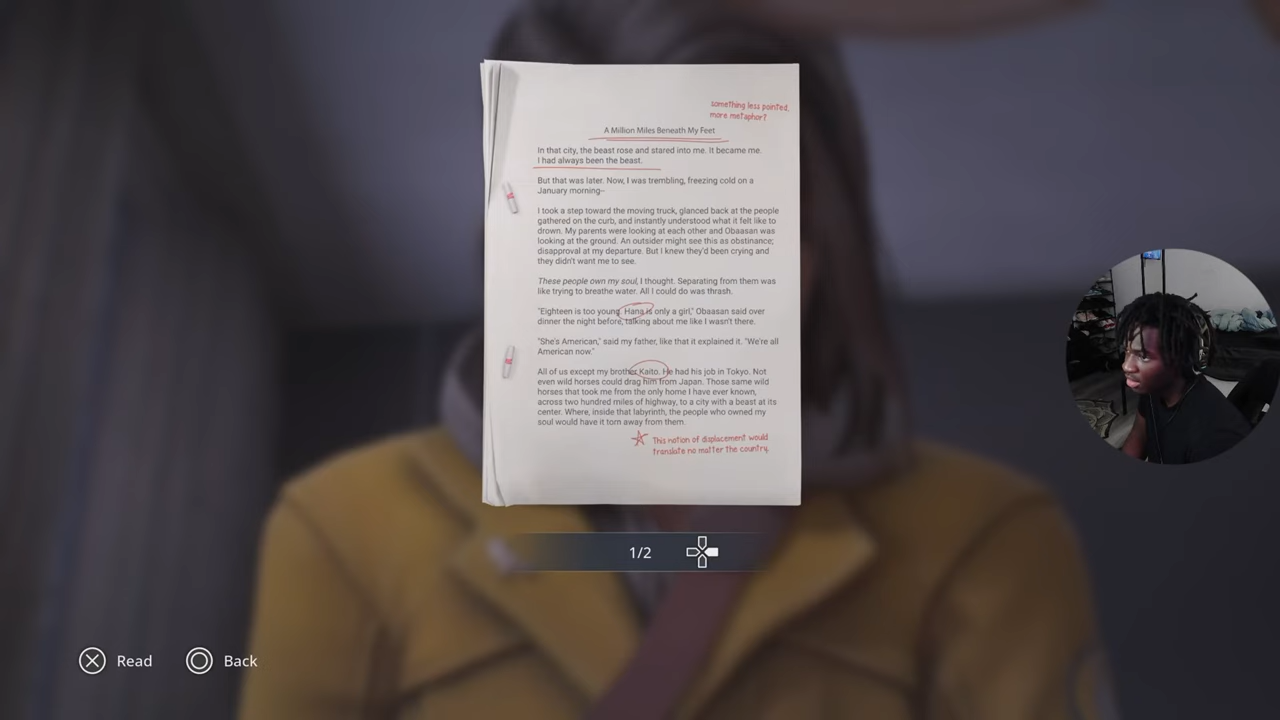 something less pointed,
more metaphor?
A Million Miles Beneath My Feet
In that city, the beast rose and stared into me. It became me.
I had always been the beast.
But that was later. Now, I was trembling, freezing cold on a
January morning–
I took a step toward the moving truck, glanced back at the people
gathered on the curb, and instantly understood what it felt like to
drown. My parents were looking at each other and Obaasan was
looking at the ground. An outsider might see this as obstinance;
disapproval at my departure. But I knew they'd been crying and
they didn't want me to see.
These people own my soul, I thought. Separating from them was
like trying to breathe water. All I could do was thrash.
"Eighteen is too young. Hana is only a girl," Obaasan said over
dinner the night before, talking about me like I wasn't there.
"She's American," said my father, like that it explained it. "We're all
American now."
All of us except my brother Kaito. He had his job in Tokyo. Not
even wild horses could drag him from Japan. Those same wild
horses that took me from the only home I have ever known,
across two hundred miles of highway, to a city with a beast at its
center. Where, inside that labyrinth, the people who owned my
soul would have it torn away from them.
This notion of displacement would
translate no matter the country.
1/2
Read Back